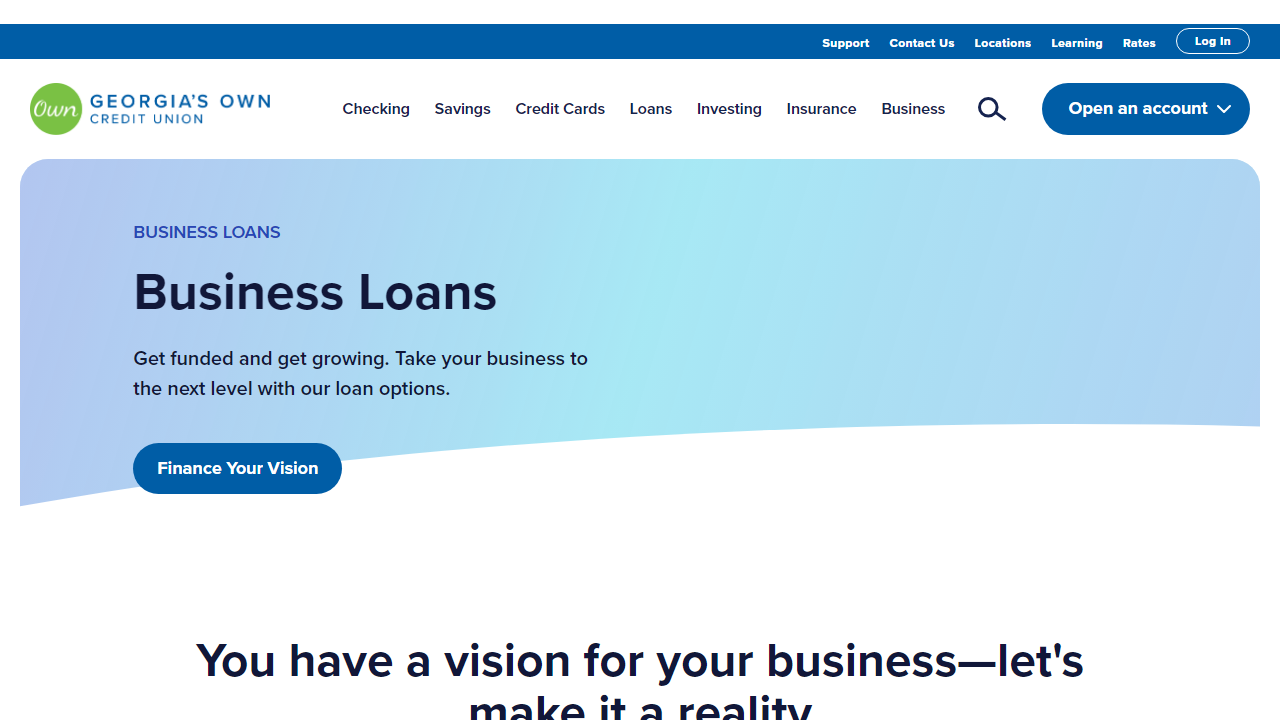 Support Contact Us Locations Learning Rates Log In
Own GEORGIA'S OWN
CREDIT UNION
Checking Savings Credit Cards Loans Investing Insurance Business Open an account
BUSINESS LOANS
Business Loans
Get funded and get growing. Take your business to
the next level with our loan options.
Finance Your Vision
You have a vision for your business—let's
make it a reality